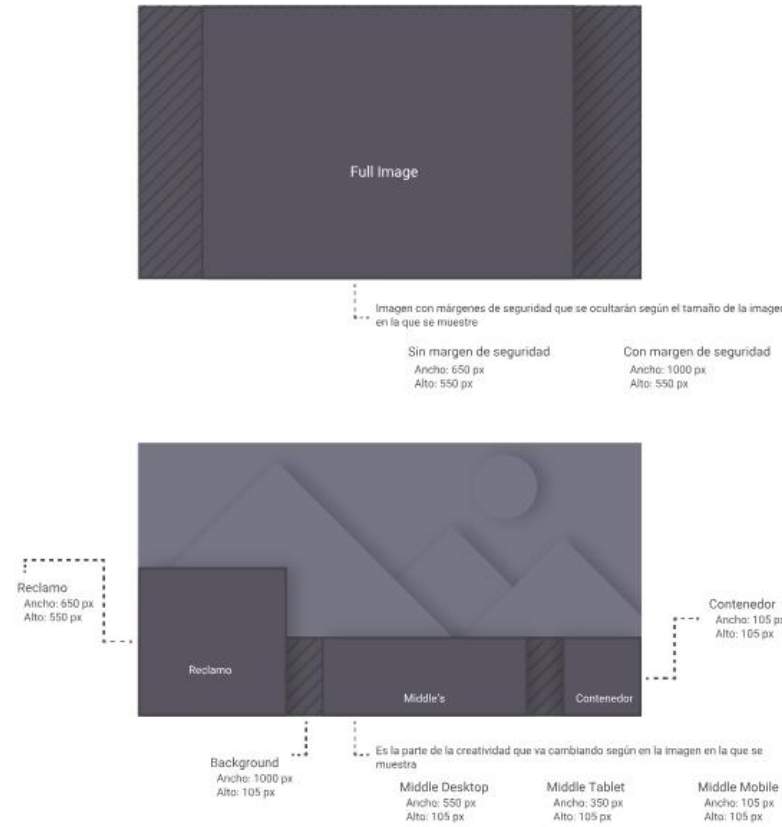 Full Image
Imagen con márgenes de seguridad que se ocultarán según el tamaño de la imagen
en la que se muestre
Sin margen de seguridad
Ancho: 650 px
Alto: 550 px
Con margen de seguridad
Ancho: 1000 px
Alto: 550 px
Reclamo
Ancho: 650 px
Alto: 550 px
Contenedor
Ancho: 105 px
Alto: 105 px
Reclamo
Middle's
Contenedor
Background
Ancho: 1000 px
Alto: 105 px
Es la parte de la creatividad que va cambiando según en la imagen en la que se
muestra
Middle Desktop
Ancho: 550 px
Alto: 105 px
Middle Tablet
Ancho: 350 px
Alto: 105 px
Middle Mobile
Ancho: 105 px
Alto: 105 px